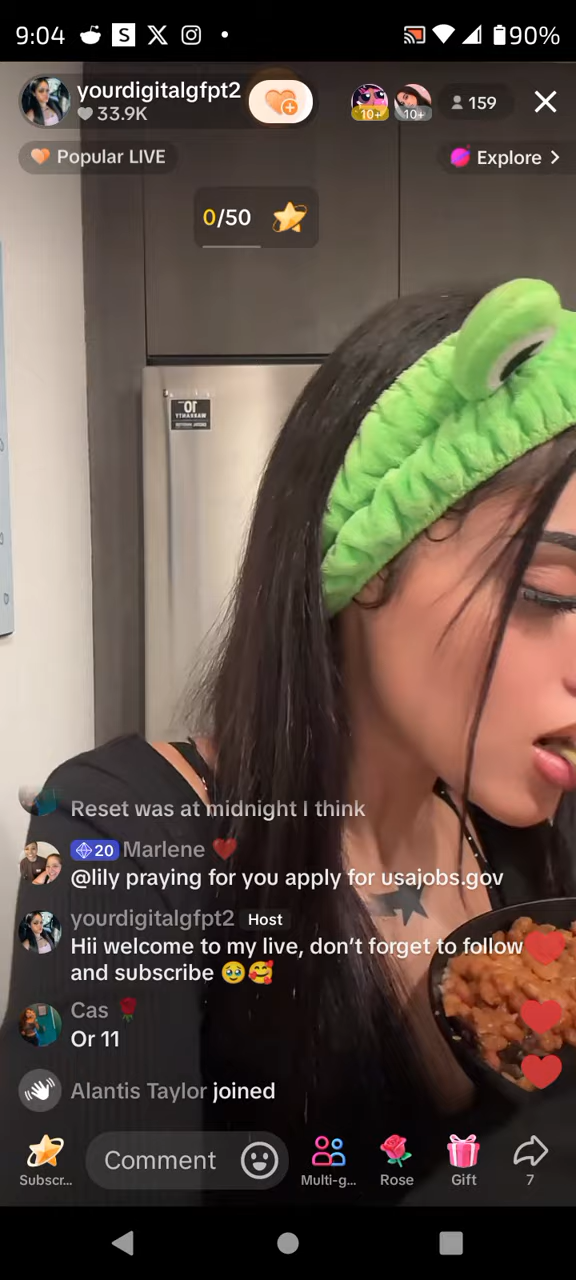 9:04
S
90%
yourdigitalgfpt2
33.9K
10+
10+
159
Popular LIVE
Explore
0/50
10
WARRANTY
Reset was at midnight I think
20 Marlene
@lily praying for you apply for usajobs.gov
yourdigitalgfpt2 Host
Hii welcome to my live, don't forget to follow
and subscribe
Cas
Or 11
Alantis Taylor joined
Comment
Subscr...
Multi-g...
Rose
Gift
7